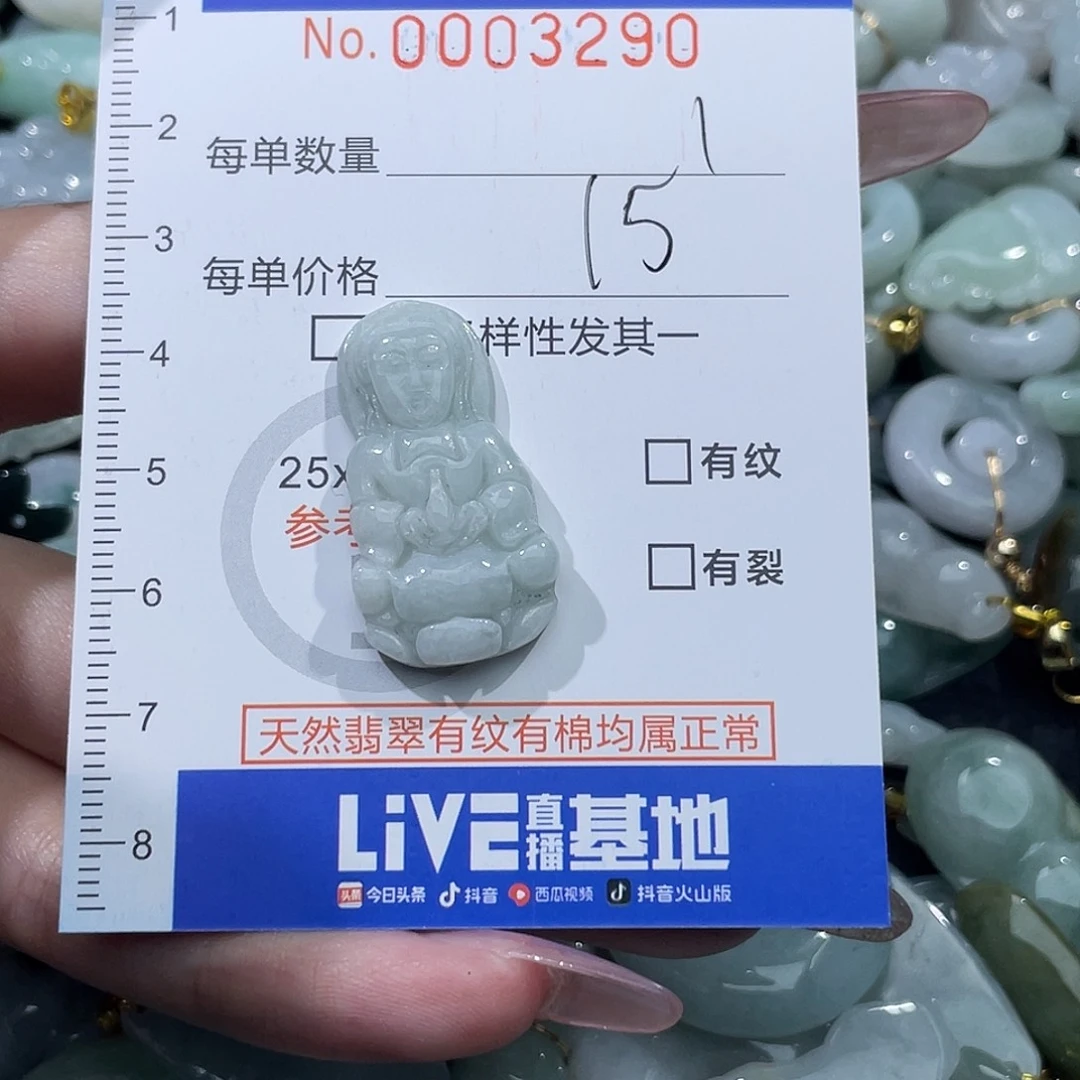 1
No. 0003290
2
每单数量 1
3
每单价格 15
4
样性发其一
5
25x
有纹
参考
有裂
6
7
天然翡翠有纹有棉均属正常
8
LiVE直播基地
头条 今日头条 抖音 西瓜视频 抖音火山版